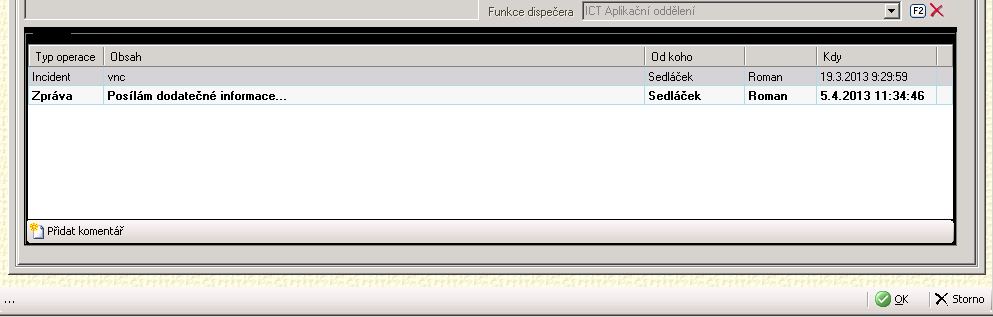 Funkce dispečera ICT Aplikační oddělení F2
Typ operace Obsah Od koho Kdy
Incident vnc Sedláček Roman 19.3.2013 9:29:59
Zpráva Posílám dodatečné informace... Sedláček Roman 5.4.2013 11:34:46
Přidat komentář
... OK Storno